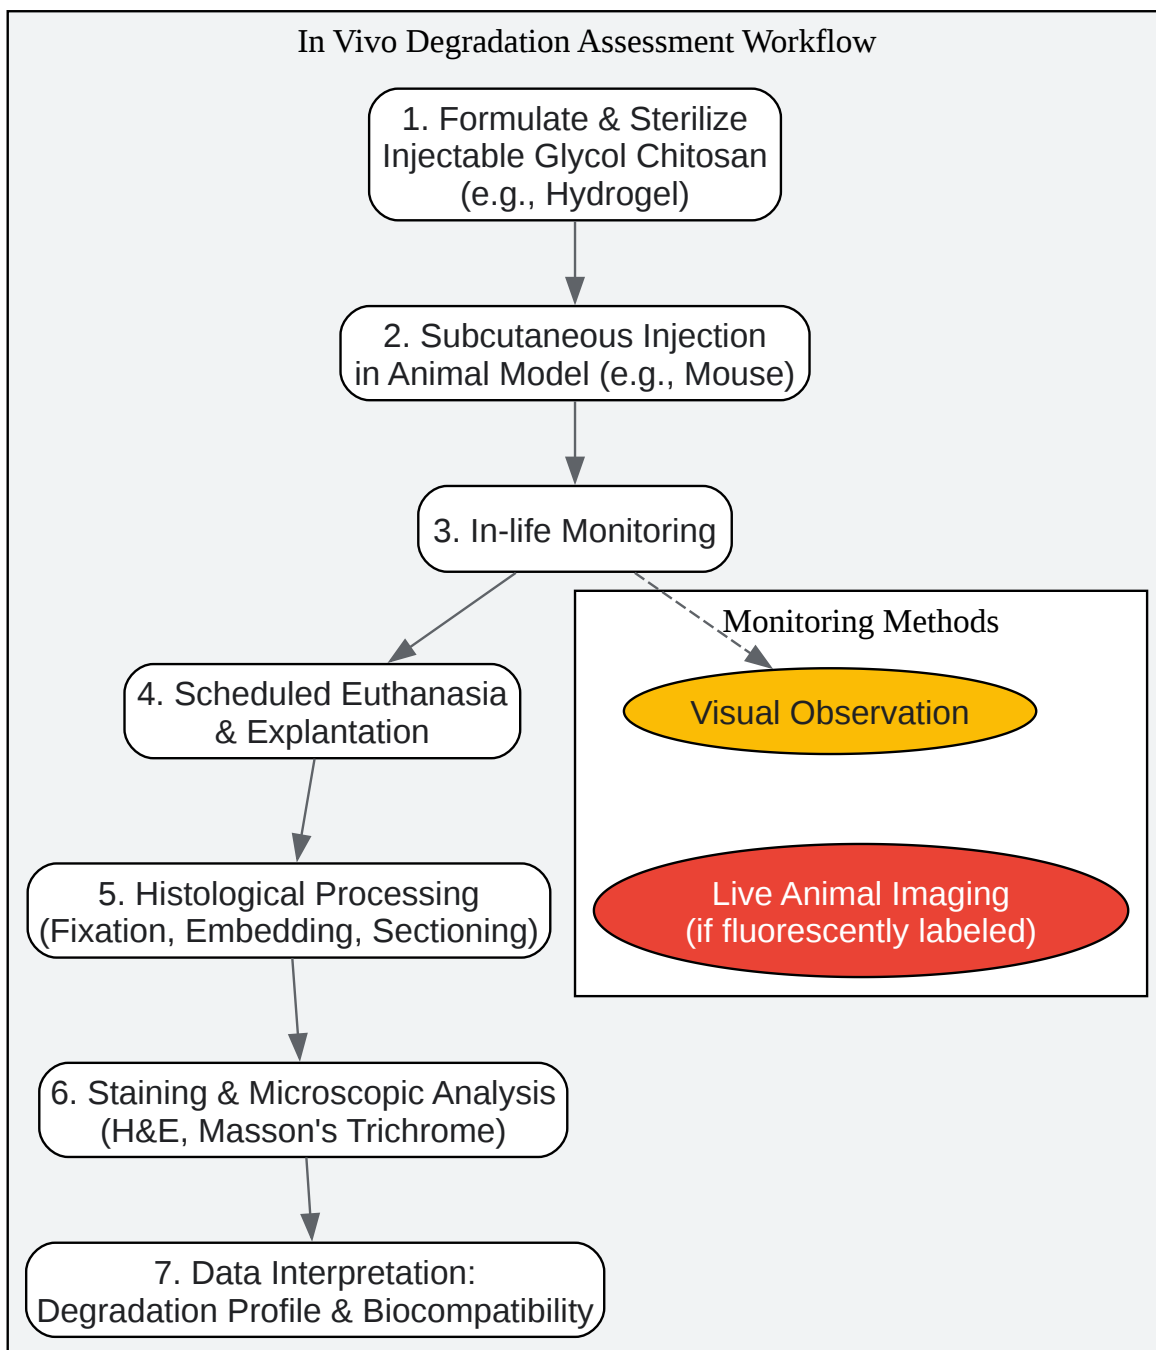 In Vivo Degradation Assessment Workflow
1. Formulate & Sterilize
Injectable Glycol Chitosan
(e.g., Hydrogel)
2. Subcutaneous Injection
in Animal Model (e.g., Mouse)
3. In-life Monitoring
Monitoring Methods
Visual Observation
Live Animal Imaging
(if fluorescently labeled)
4. Scheduled Euthanasia
& Explantation
5. Histological Processing
(Fixation, Embedding, Sectioning)
6. Staining & Microscopic Analysis
(H&E, Masson's Trichrome)
7. Data Interpretation:
Degradation Profile & Biocompatibility